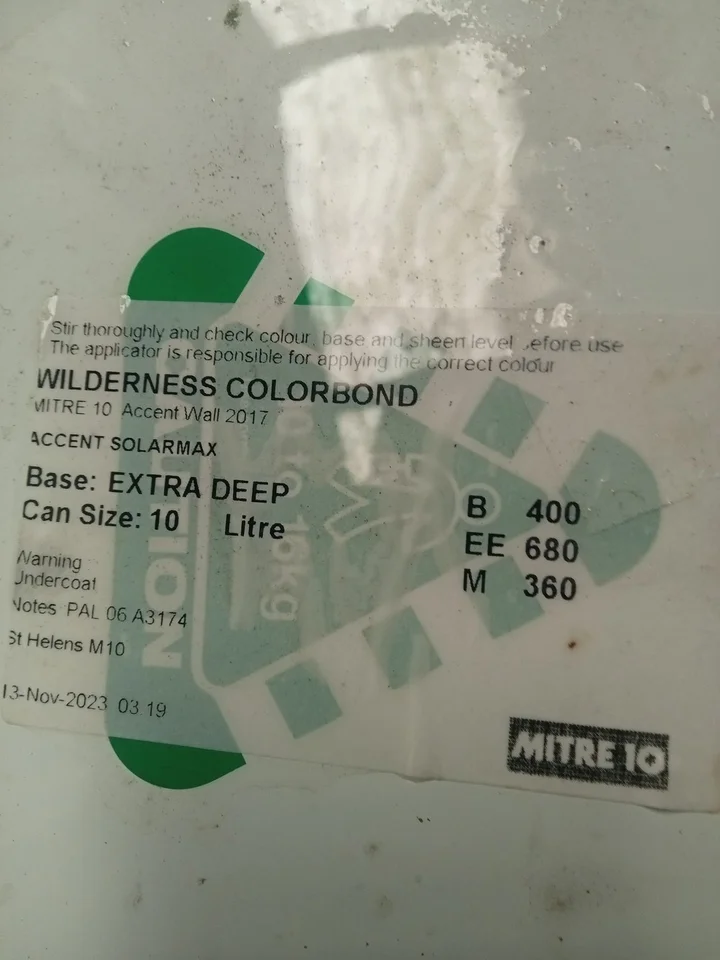 Stir thoroughly and check colour, base and sheen level efore use
The applicator is responsible for applying the correct colour
WILDERNESS COLORBOND
MITRE 10 Accent Wall 2017
ACCENT SOLARMAX
Base: EXTRA DEEP
Can Size: 10 Litre
B 400
EE 680
M 360
Warning
Undercoat
Notes PAL 06 A3174
St Helens M10
13-Nov-2023 03 19
MITRE 10